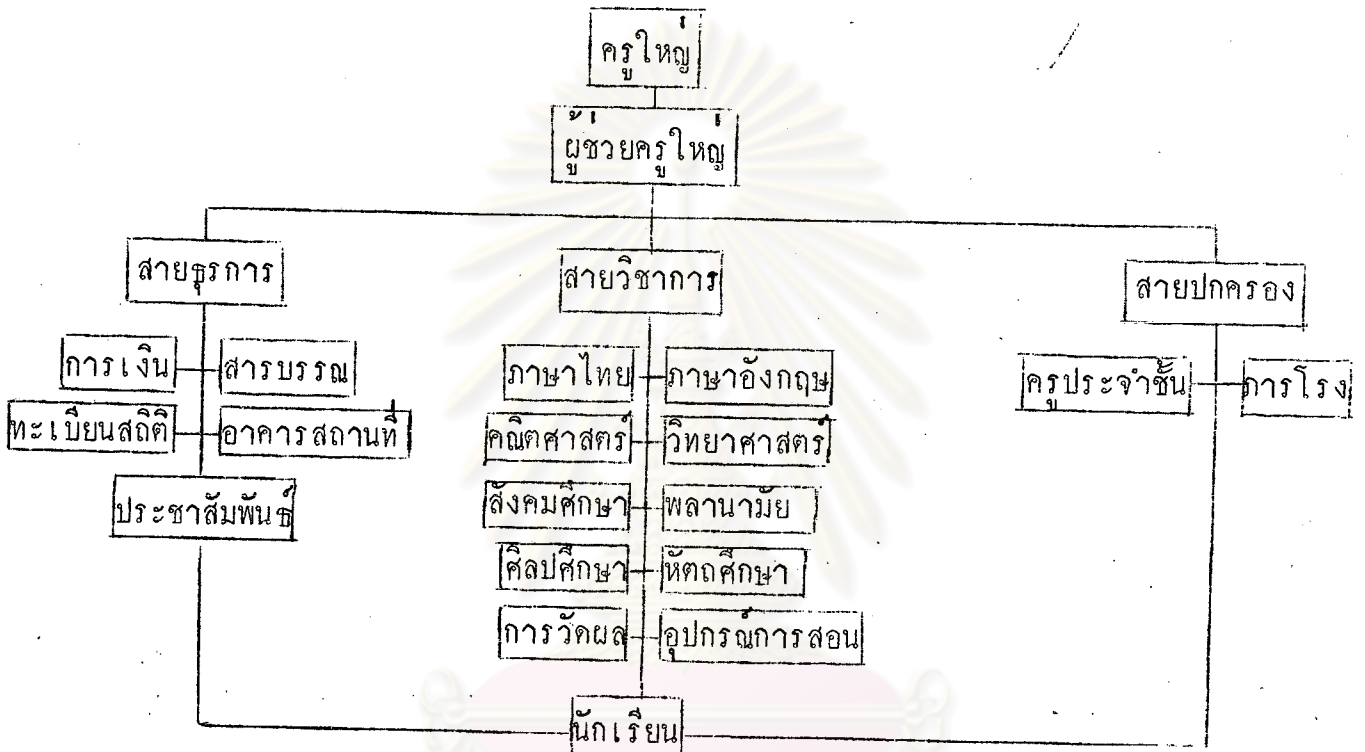 ครูใหญ่
ผู้ช่วยครูใหญ่
สายธุรการ
สายวิชาการ
สายปกครอง
การเงิน
สารบรรณ
ภาษาไทย
ภาษาอังกฤษ
ครูประจำชั้น
การโรง
ทะเบียนสถิติ
อาคารสถานที่
คณิตศาสตร์
วิทยาศาสตร์
ประชาสัมพันธ์
สังคมศึกษา
พลานามัย
ศิลปศึกษา
หัตถศึกษา
การวัดผล
อุปกรณ์การสอน
นักเรียน